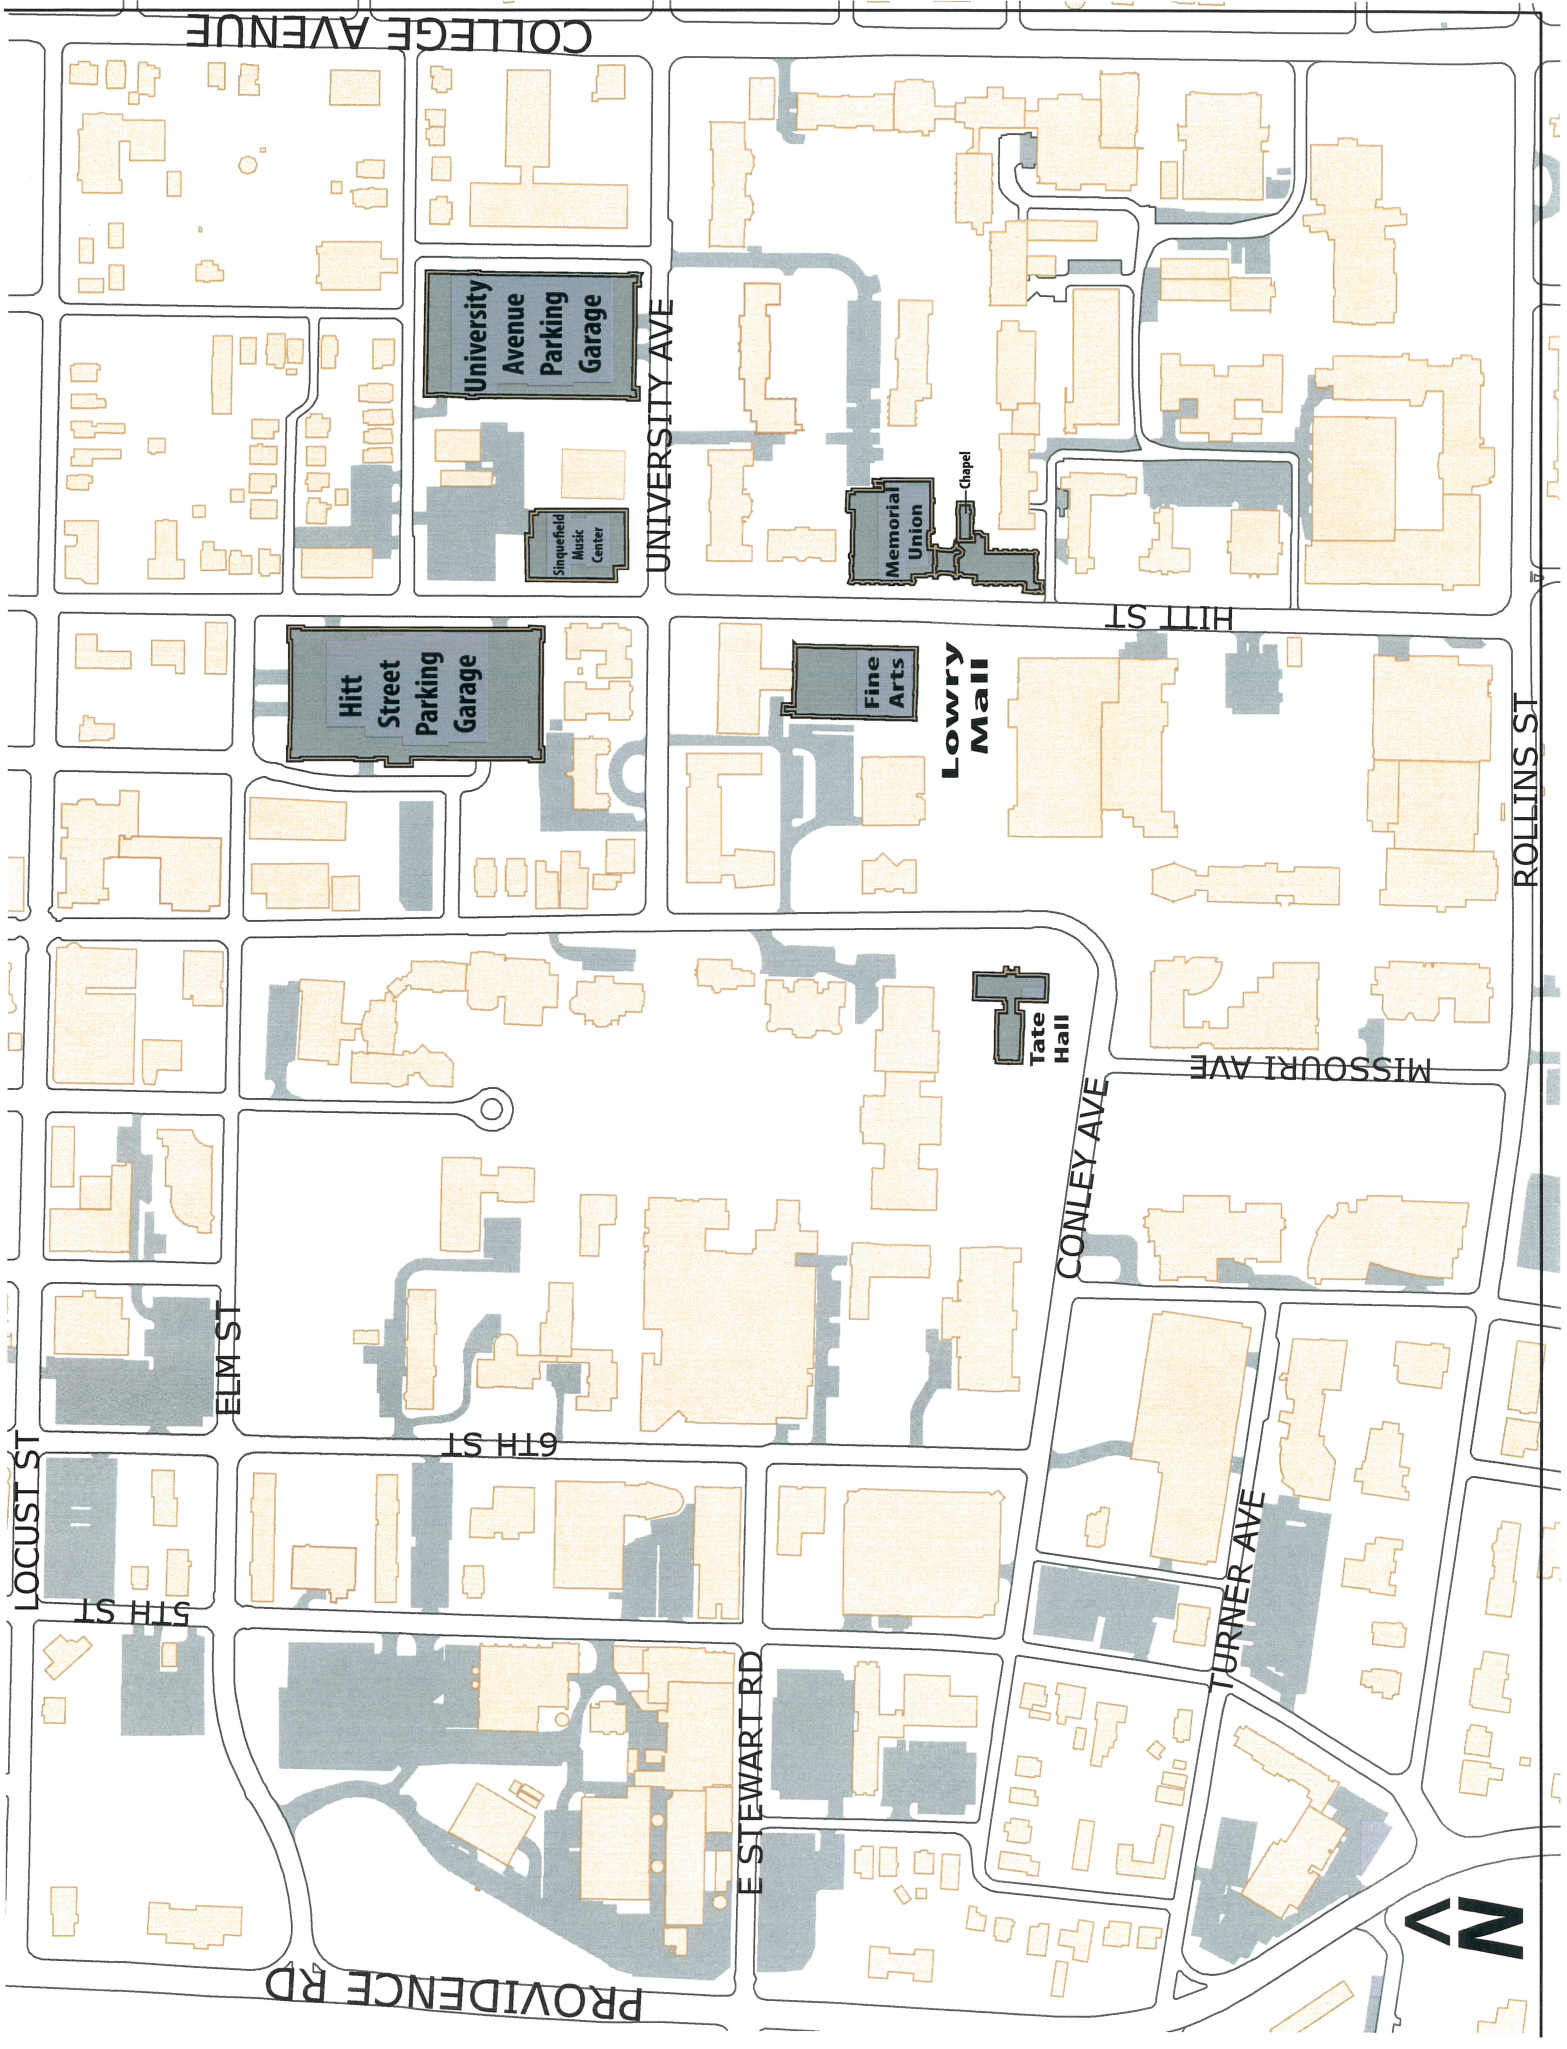 COLLEGE AVENUE
University
Avenue
Parking
Garage
UNIVERSITY AVE
Sinquefield
Music
Center
Memorial
Union
Chapel
HITT ST
Hitt
Street
Parking
Garage
Fine
Arts
Lowry
Mall
ROLLINS ST
Tate
Hall
MISSOURI AVE
CONLEY AVE
ELM ST
6TH ST
LOCUST ST
5TH ST
TURNER AVE
E STEWART RD
PROVIDENCE RD
N